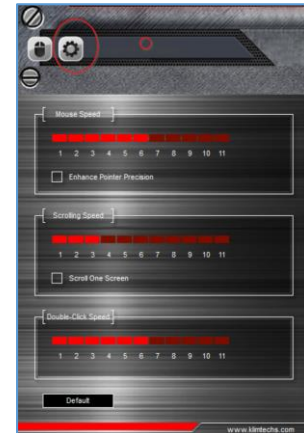 Mouse Speed
1 2 3 4 5 6 7 8 9 10 11
Enhance Pointer Precision
Scrolling Speed
1 2 3 4 5 6 7 8 9 10 11
Scroll One Screen
Double-Click Speed
1 2 3 4 5 6 7 8 9 10 11
Default
www.klimtechs.com